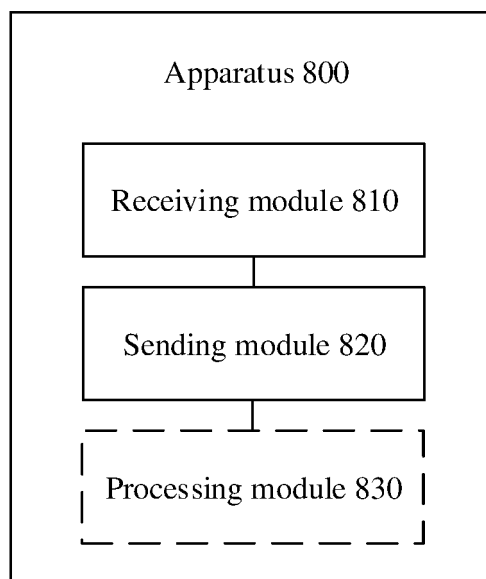 Apparatus 800
Receiving module 810
Sending module 820
Processing module 830